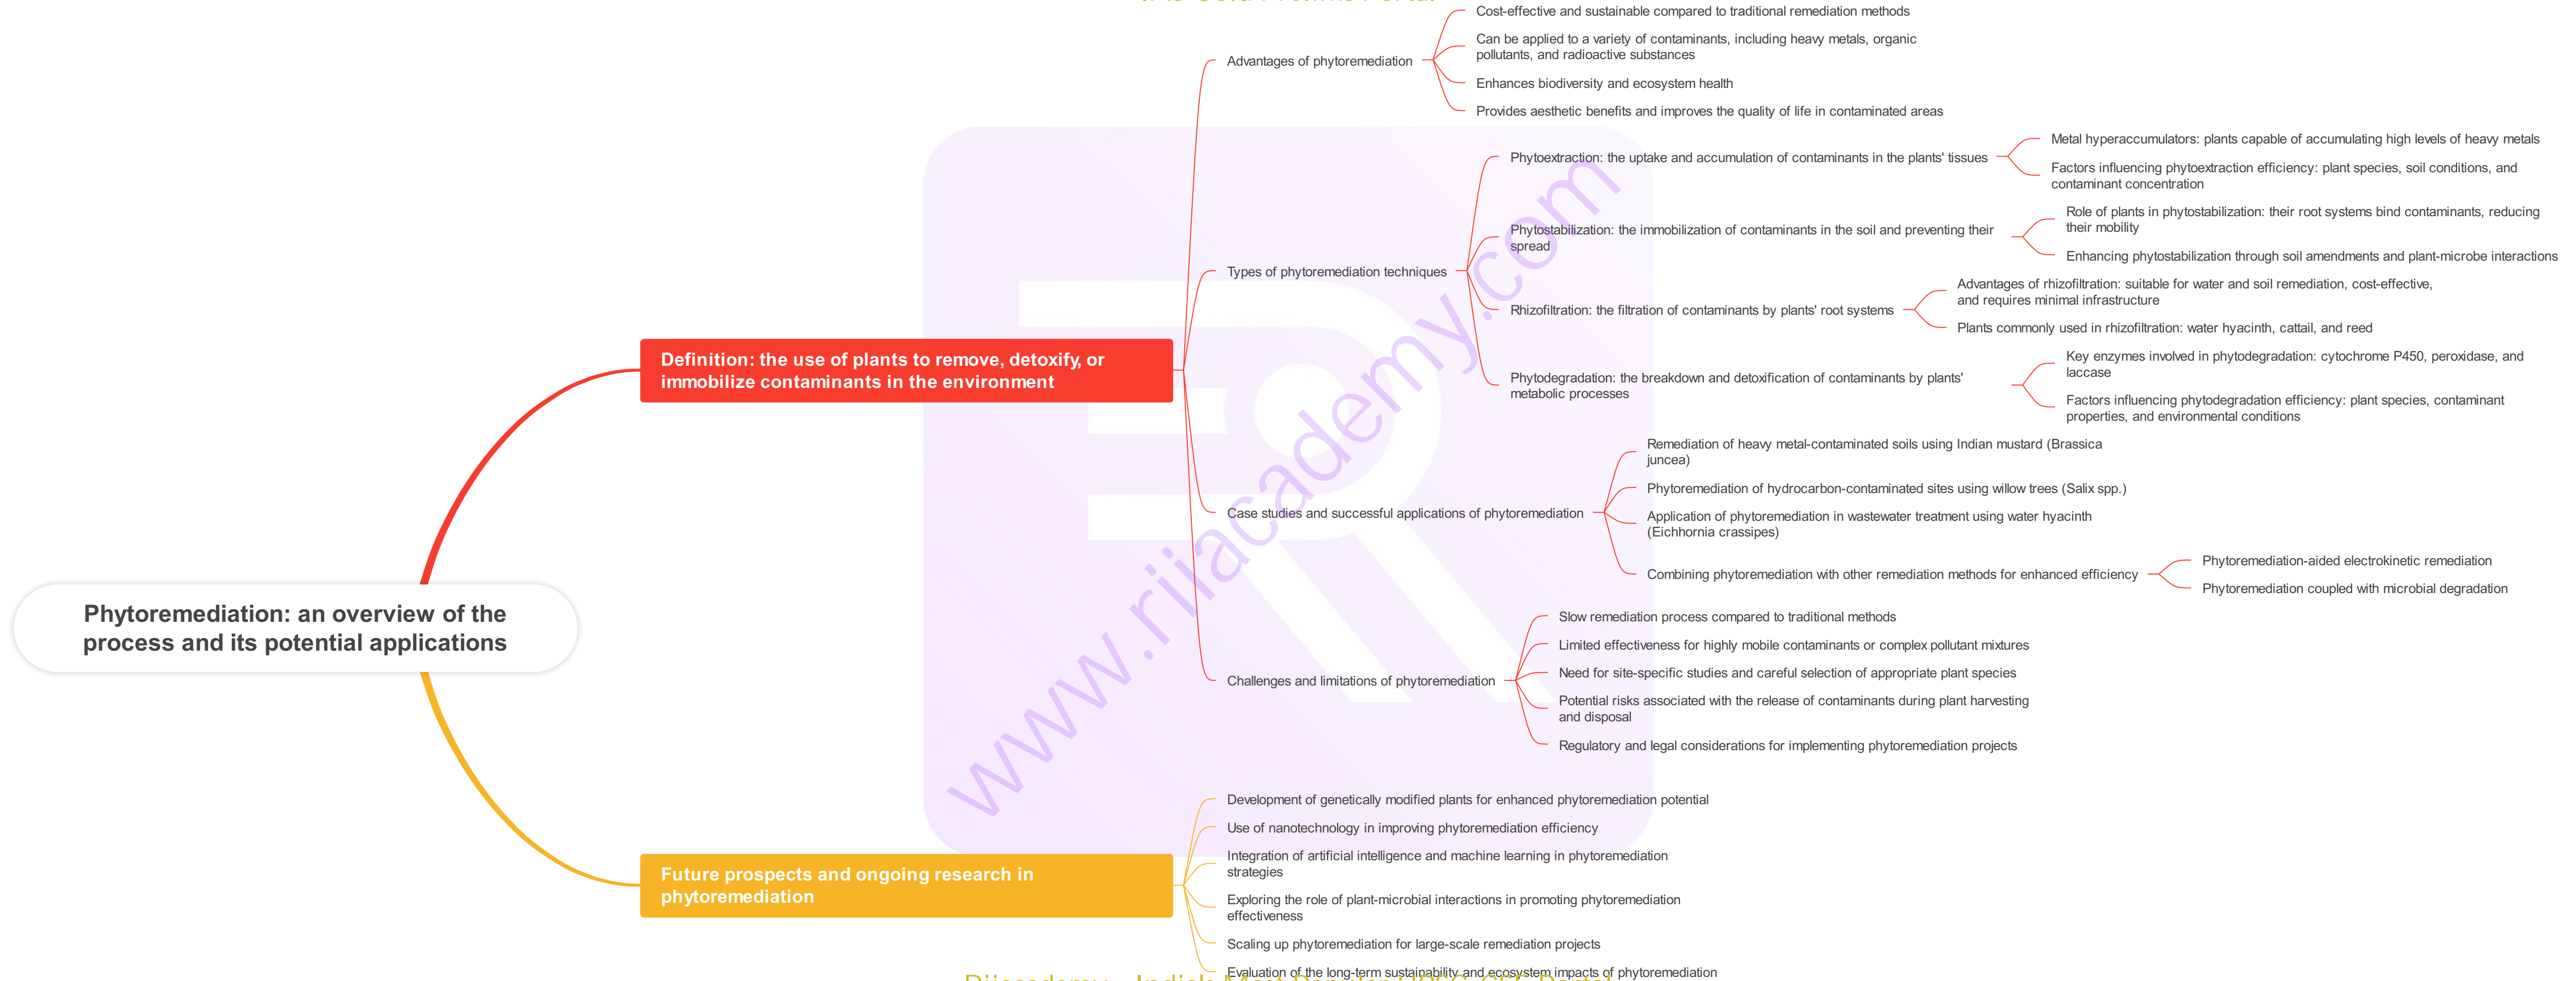 Phytoremediation: an overview of the
process and its potential applications
Definition: the use of plants to remove, detoxify, or
immobilize contaminants in the environment
Advantages of phytoremediation
Cost-effective and sustainable compared to traditional remediation methods
Can be applied to a variety of contaminants, including heavy metals, organic
pollutants, and radioactive substances
Enhances biodiversity and ecosystem health
Provides aesthetic benefits and improves the quality of life in contaminated areas
Types of phytoremediation techniques
Phytoextraction: the uptake and accumulation of contaminants in the plants' tissues
Metal hyperaccumulators: plants capable of accumulating high levels of heavy metals
Factors influencing phytoextraction efficiency: plant species, soil conditions, and
contaminant concentration
Phytostabilization: the immobilization of contaminants in the soil and preventing their
spread
Role of plants in phytostabilization: their root systems bind contaminants, reducing
their mobility
Enhancing phytostabilization through soil amendments and plant-microbe interactions
Rhizofiltration: the filtration of contaminants by plants' root systems
Advantages of rhizofiltration: suitable for water and soil remediation, cost-effective,
and requires minimal infrastructure
Plants commonly used in rhizofiltration: water hyacinth, cattail, and reed
Phytodegradation: the breakdown and detoxification of contaminants by plants'
metabolic processes
Key enzymes involved in phytodegradation: cytochrome P450, peroxidase, and
laccase
Factors influencing phytodegradation efficiency: plant species, contaminant
properties, and environmental conditions
Case studies and successful applications of phytoremediation
Remediation of heavy metal-contaminated soils using Indian mustard (Brassica
juncea)
Phytoremediation of hydrocarbon-contaminated sites using willow trees (Salix spp.)
Application of phytoremediation in wastewater treatment using water hyacinth
(Eichhornia crassipes)
Combining phytoremediation with other remediation methods for enhanced efficiency
Phytoremediation-aided electrokinetic remediation
Phytoremediation coupled with microbial degradation
Challenges and limitations of phytoremediation
Slow remediation process compared to traditional methods
Limited effectiveness for highly mobile contaminants or complex pollutant mixtures
Need for site-specific studies and careful selection of appropriate plant species
Potential risks associated with the release of contaminants during plant harvesting
and disposal
Regulatory and legal considerations for implementing phytoremediation projects
Future prospects and ongoing research in
phytoremediation
Development of genetically modified plants for enhanced phytoremediation potential
Use of nanotechnology in improving phytoremediation efficiency
Integration of artificial intelligence and machine learning in phytoremediation
strategies
Exploring the role of plant-microbial interactions in promoting phytoremediation
effectiveness
Scaling up phytoremediation for large-scale remediation projects
Evaluation of the long-term sustainability and ecosystem impacts of phytoremediation
www.rijiacademy.com